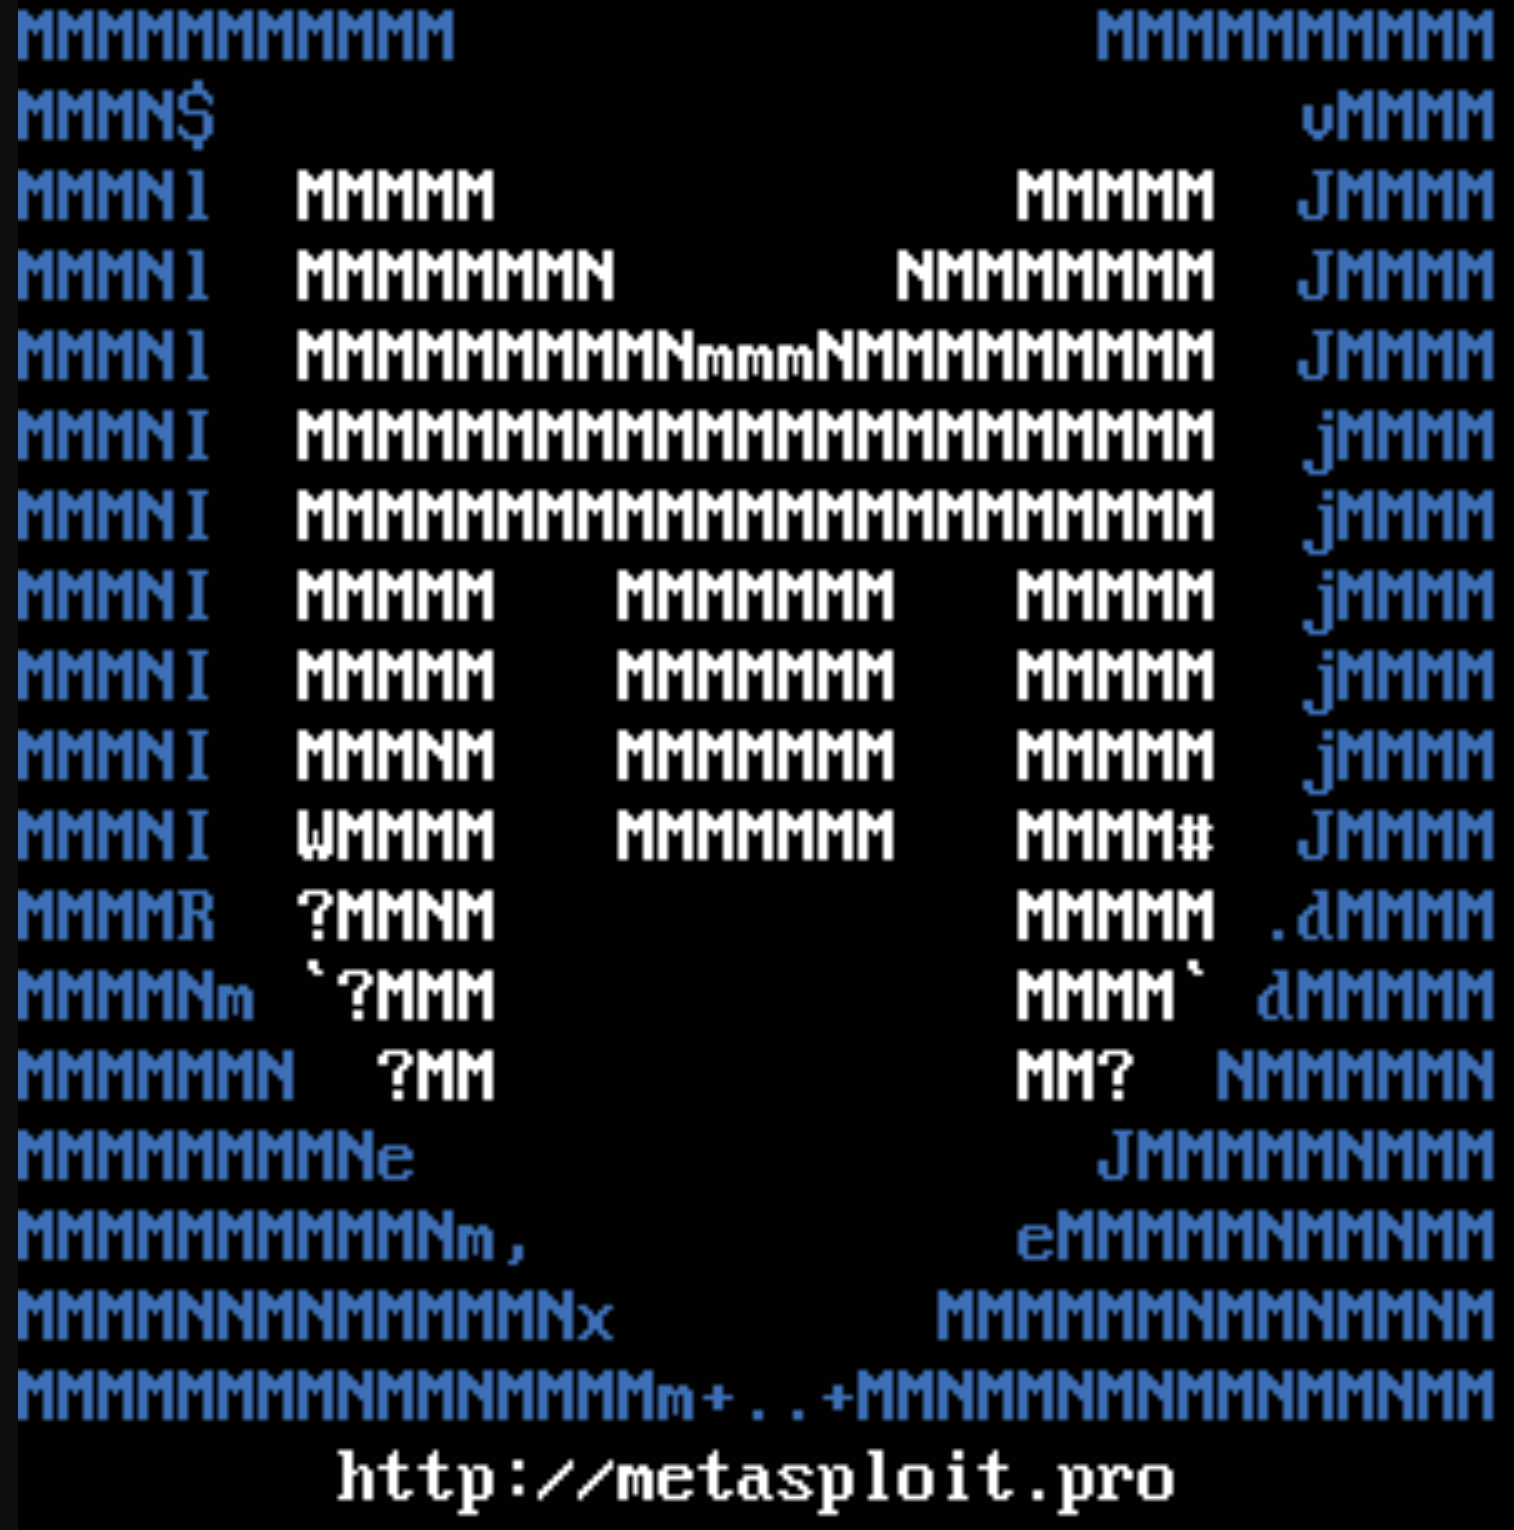 MMMMMMMMMMM                MMMMMMMMMM
MMMN$                           vMMMM
MMMNl  MMMMM             MMMMM  JMMMM
MMMNl  MMMMMMMN       NMMMMMMM  JMMMM
MMMNl  MMMMMMMMMNmmmNMMMMMMMMM  JMMMM
MMMNI  MMMMMMMMMMMMMMMMMMMMMMM  jMMMM
MMMNI  MMMMMMMMMMMMMMMMMMMMMMM  jMMMM
MMMNI  MMMMM   MMMMMMM   MMMMM  jMMMM
MMMNI  MMMMM   MMMMMMM   MMMMM  jMMMM
MMMNI  MMMNM   MMMMMMM   MMMMM  jMMMM
MMMNI  WMMMM   MMMMMMM   MMMM#  JMMMM
MMMMR  ?MMNM             MMMMM .dMMMM
MMMMNm `?MMM             MMMM` dMMMMM
MMMMMMN  ?MM             MM?  NMMMMMN
MMMMMMMMNe                 JMMMMMNMMM
MMMMMMMMMMNm,            eMMMMMNMMNMM
MMMMNNMNMMMMMNx        MMMMMMNMMNMMNM
MMMMMMMMNMMNMMMMm+..+MMNMMNMNMMNMMNMM
        http://metasploit.pro